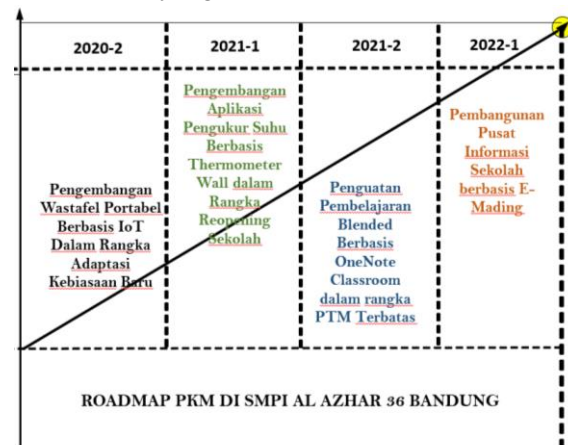 2020-2
2021-1
2021-2
2022-1
Pengembangan
Wastafel Portabel
Berbasis IoT
Dalam Rangka
Adaptasi
Kebiasaan Baru
Pengembangan
Aplikasi
Pengukur Suhu
Berbasis
Thermometer
Wall dalam
Rangka
Reopening
Sekolah
Penguatan
Pembelajaran
Blended
Berbasis
OneNote
Classroom
dalam rangka
PTM Terbatas
Pembangunan
Pusat
Informasi
Sekolah
berbasis E-
Mading
ROADMAP PKM DI SMPI AL AZHAR 36 BANDUNG